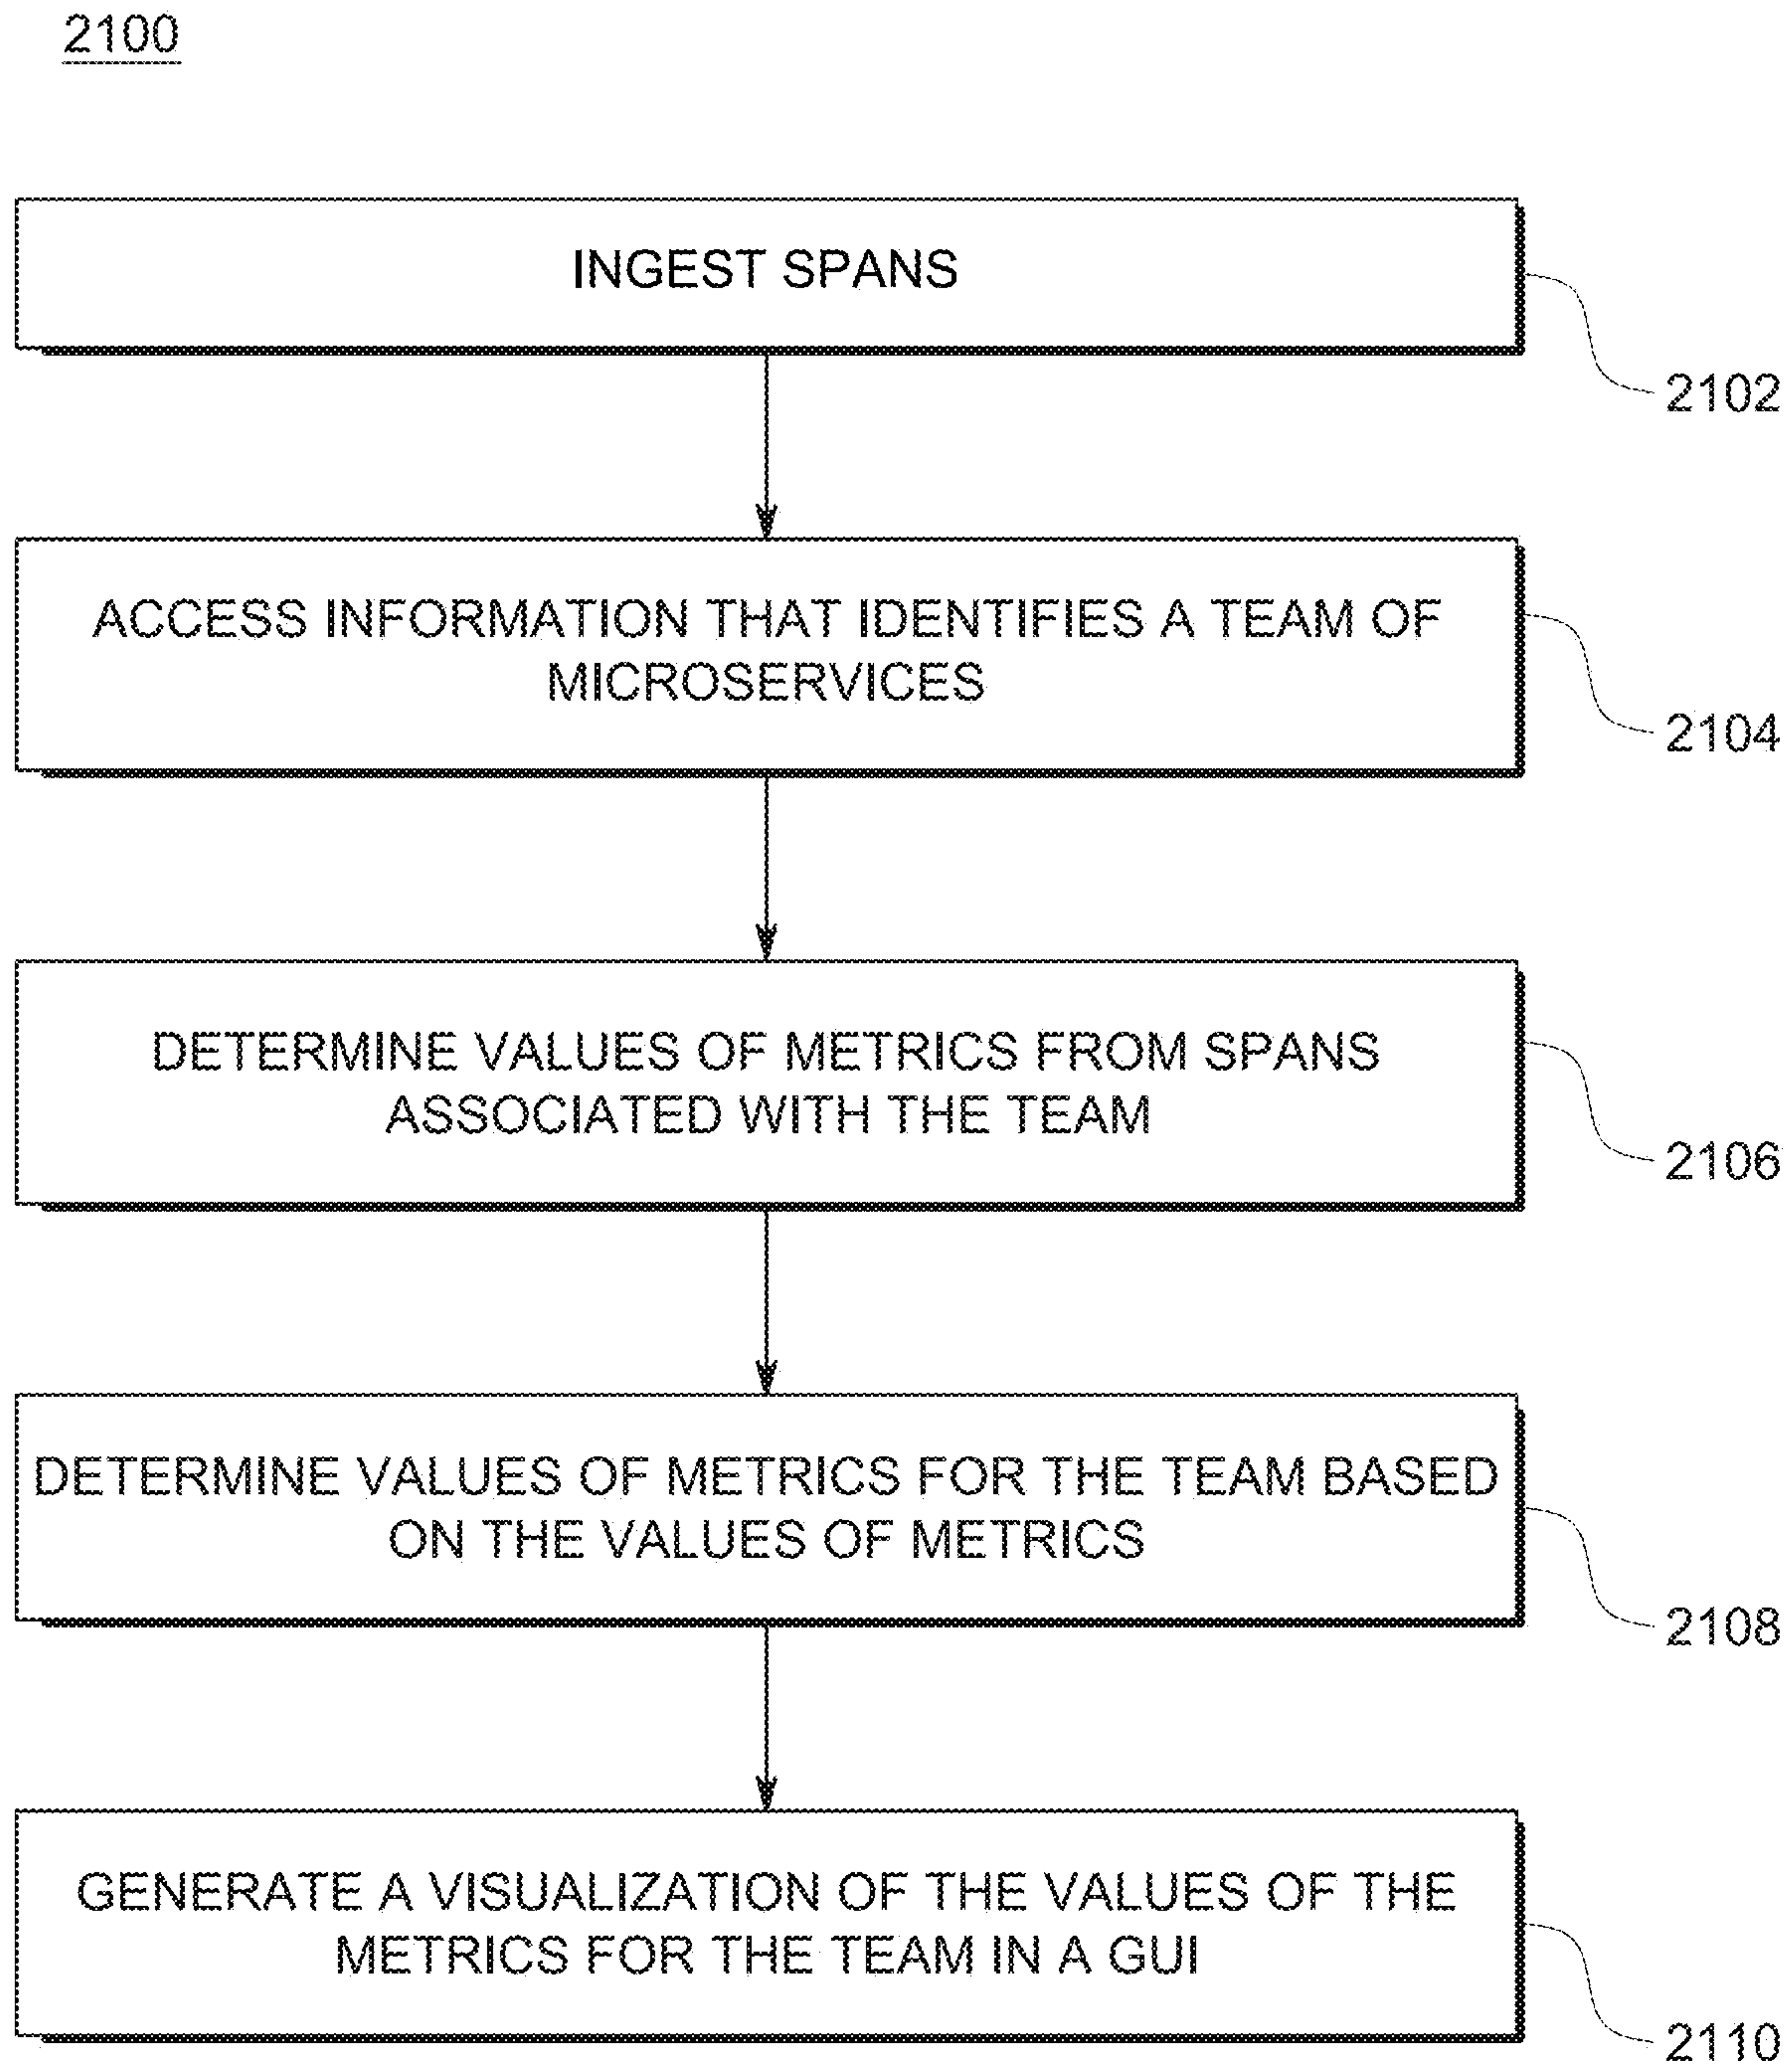 2100
INGEST SPANS
2102
ACCESS INFORMATION THAT IDENTIFIES A TEAM OF
MICROSERVICES
2104
DETERMINE VALUES OF METRICS FROM SPANS
ASSOCIATED WITH THE TEAM
2106
DETERMINE VALUES OF METRICS FOR THE TEAM BASED
ON THE VALUES OF METRICS
2108
GENERATE A VISUALIZATION OF THE VALUES OF THE
METRICS FOR THE TEAM IN A GUI
2110